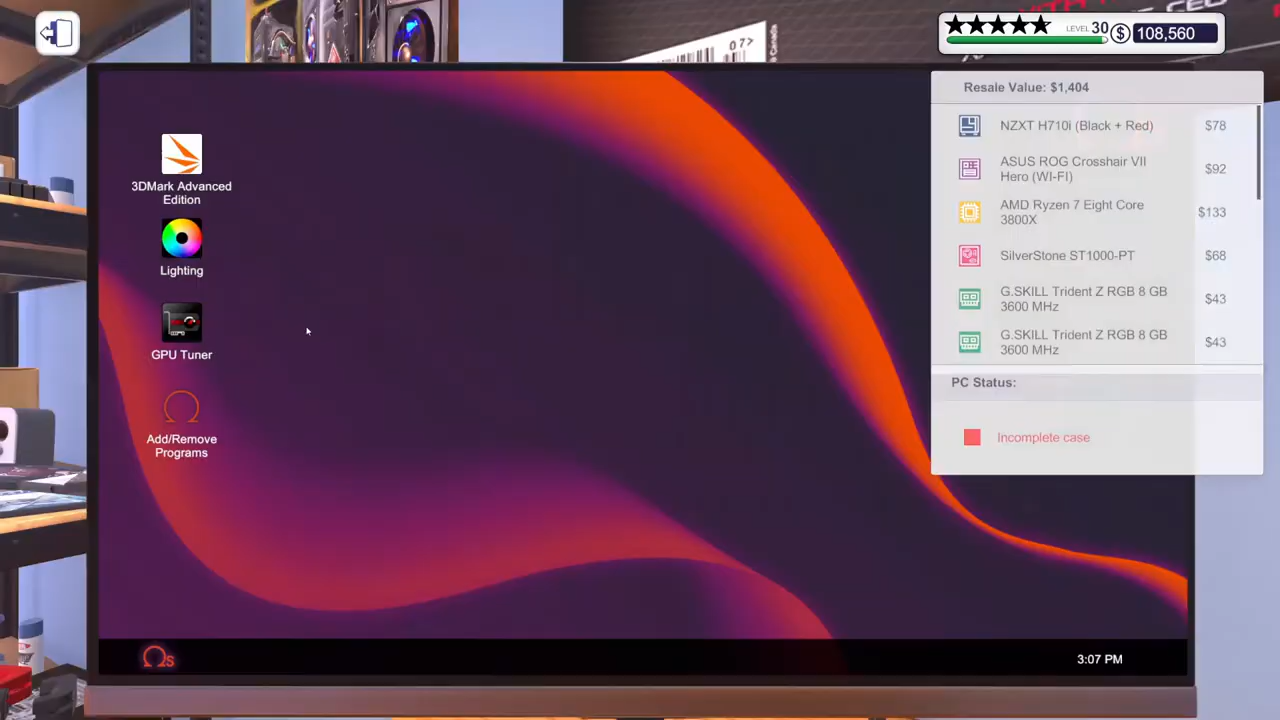 07>
Canada
LEVEL 30
$
108,560
Resale Value: $1,404
NZXT H710i (Black + Red)
$78
ASUS ROG Crosshair VII
Hero (WI-FI)
$92
AMD Ryzen 7 Eight Core
3800X
$133
SilverStone ST1000-PT
$68
G.SKILL Trident Z RGB 8 GB
3600 MHz
$43
G.SKILL Trident Z RGB 8 GB
3600 MHz
$43
PC Status:
Incomplete case
3DMark Advanced
Edition
Lighting
GPU Tuner
Add/Remove
Programs
Ωs
3:07 PM